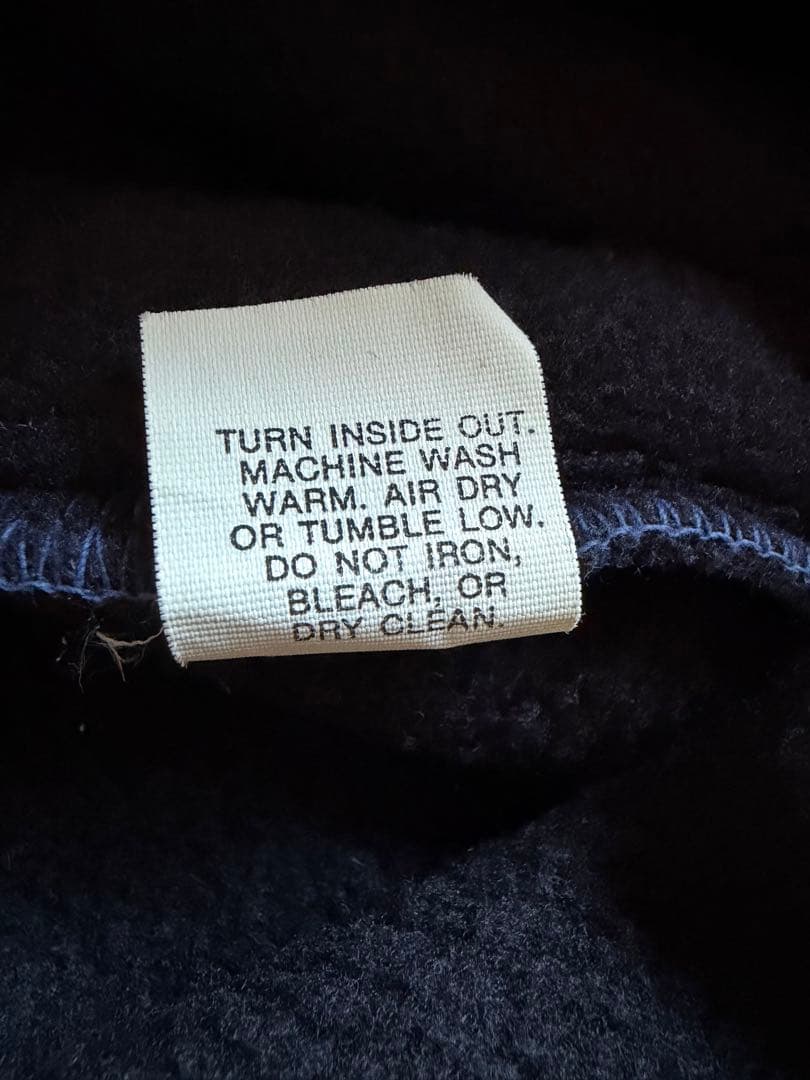 TURN INSIDE OUT.
MACHINE WASH
WARM. AIR DRY
OR TUMBLE LOW.
DO NOT IRON,
BLEACH, OR
DRY CLEAN.